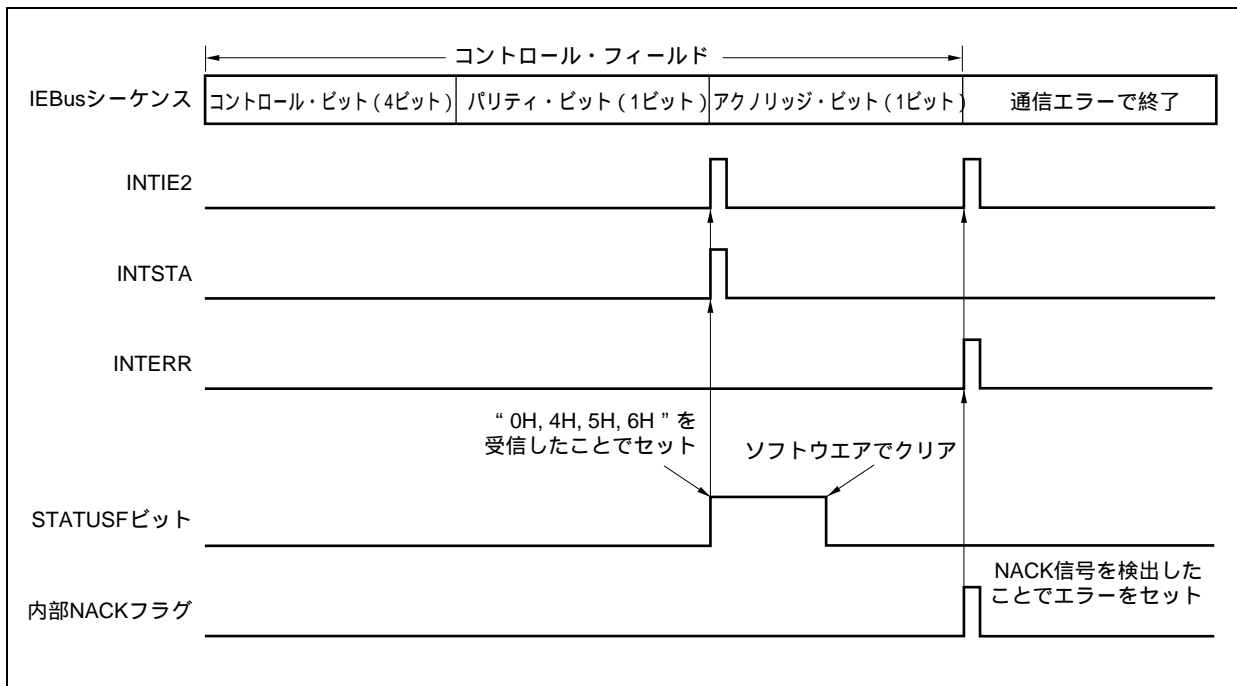 コントロール・フィールド
IEBusシーケンス
コントロール・ビット(4ビット)
パリティ・ビット(1ビット)
アクノリッジ・ビット(1ビット)
通信エラーで終了
INTIE2
INTSTA
INTERR
“ 0H, 4H, 5H, 6H ” を
受信したことでセット
ソフトウエアでクリア
STATUSFビット
NACK信号を検出した
ことでエラーをセット
内部NACKフラグ